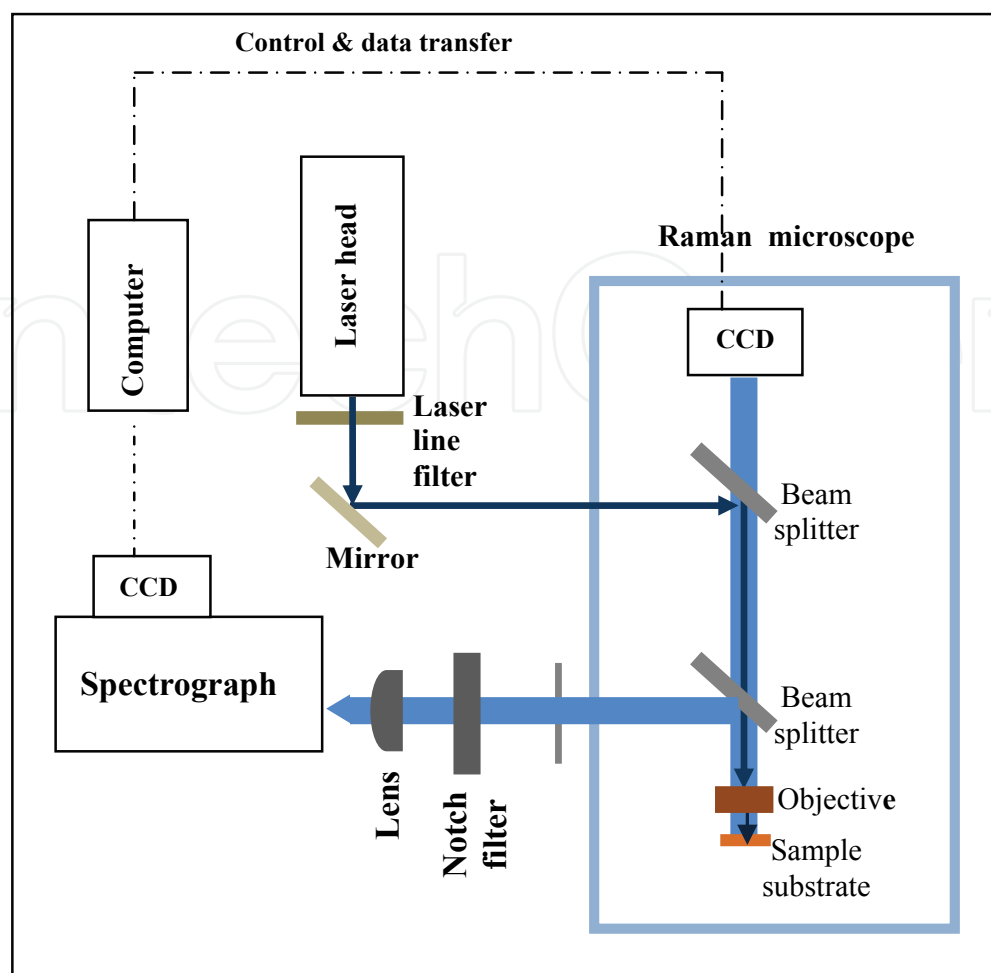 Control & data transfer
Laser head
Computer
Raman microscope
CCD
Laser
line
filter
Beam
splitter
Mirror
CCD
Spectrograph
Beam
splitter
Lens
Notch
filter
Objective
Sample
substrate